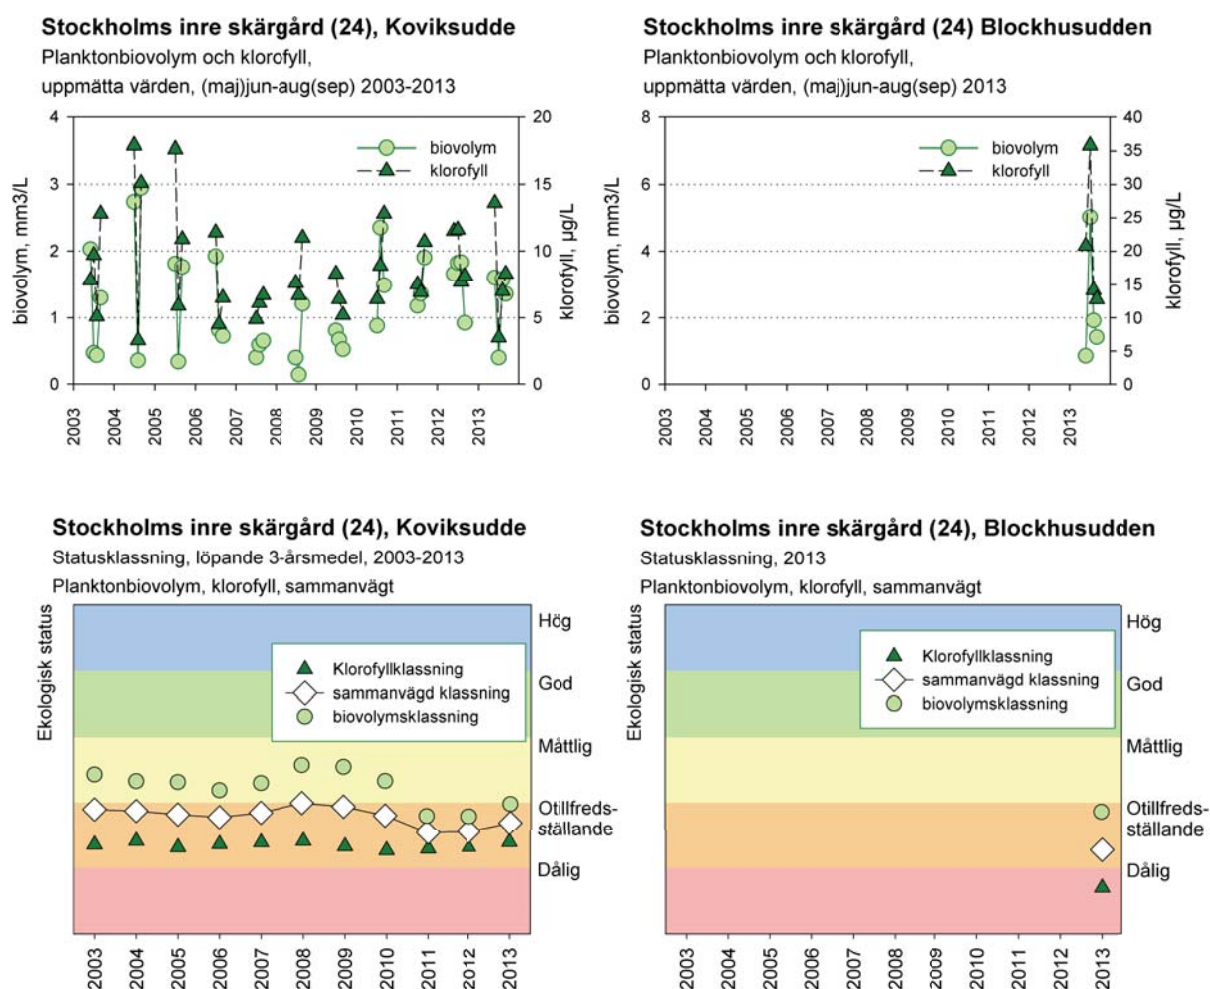 Stockholms inre skärgård (24), Koviksudde
Planktonbiovolym och klorofyll,
uppmätta värden, (maj)jun-aug(sep) 2003-2013
4
3
2
1
0
biovolym, mm3/L
20
15
10
5
0
klorofyll, µg/L
biovolym
klorofyll
2003
2004
2005
2006
2007
2008
2009
2010
2011
2012
2013
Stockholms inre skärgård (24) Blockhusudden
Planktonbiovolym och klorofyll,
uppmätta värden, (maj)jun-aug(sep) 2013
8
6
4
2
0
biovolym, mm3/L
40
35
30
25
20
15
10
5
0
klorofyll, µg/L
biovolym
klorofyll
2003
2004
2005
2006
2007
2008
2009
2010
2011
2012
2013
Stockholms inre skärgård (24), Koviksudde
Statusklassning, löpande 3-årsmedel, 2003-2013
Planktonbiovolym, klorofyll, sammanvägt
Ekologisk status
Klorofyllklassning
sammanvägd klassning
biovolymsklassning
Hög
God
Måttlig
Otillfreds-
ställande
Dålig
2003
2004
2005
2006
2007
2008
2009
2010
2011
2012
2013
Stockholms inre skärgård (24), Blockhusudden
Statusklassning, 2013
Planktonbiovolym, klorofyll, sammanvägt
Ekologisk status
Klorofyllklassning
sammanvägd klassning
biovolymsklassning
Hög
God
Måttlig
Otillfreds-
ställande
Dålig
2003
2004
2005
2006
2007
2008
2009
2010
2011
2012
2013